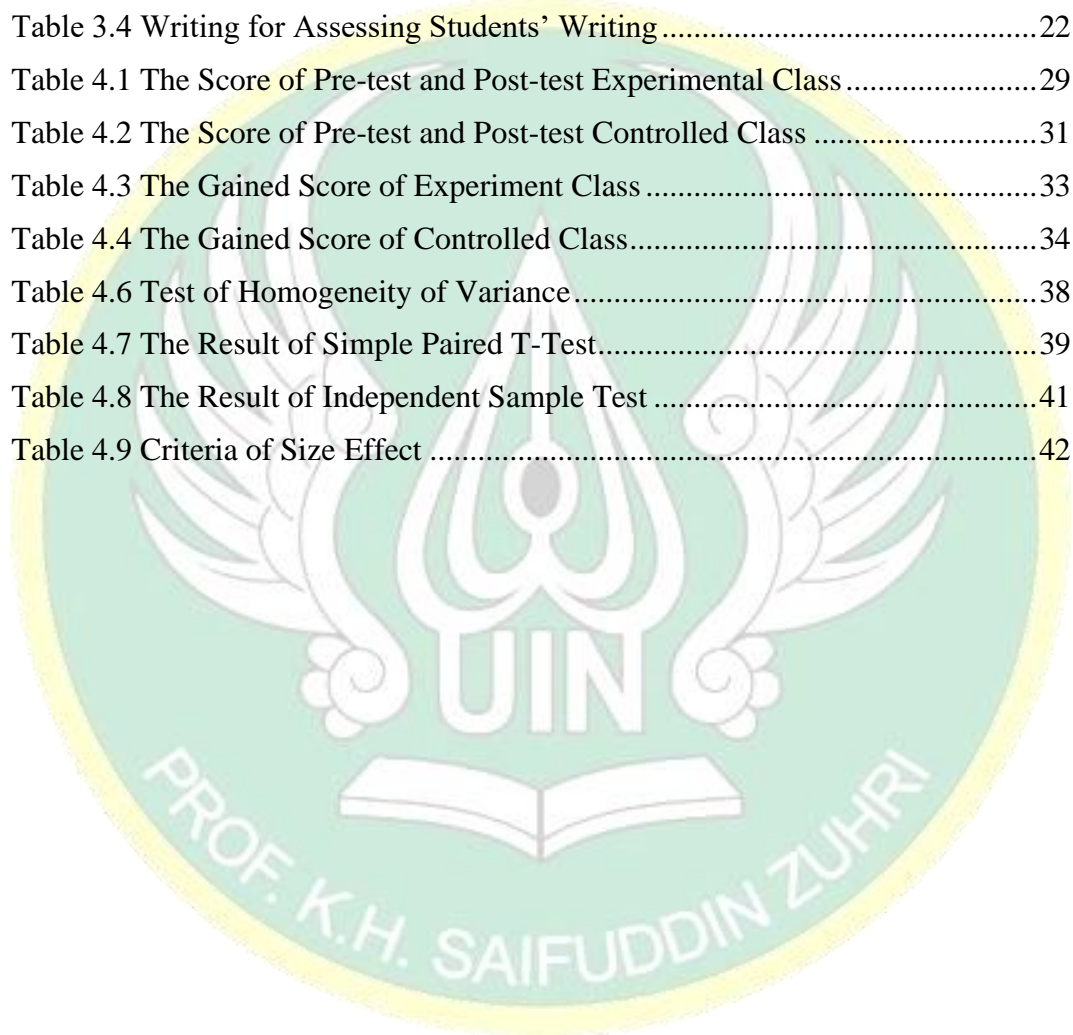 Table 3.4 Writing for Assessing Students’ Writing..............................................22
Table 4.1 The Score of Pre-test and Post-test Experimental Class.......................29
Table 4.2 The Score of Pre-test and Post-test Controlled Class ...........................31
Table 4.3 The Gained Score of Experiment Class................................................33
Table 4.4 The Gained Score of Controlled Class..................................................34
Table 4.6 Test of Homogeneity of Variance.........................................................38
Table 4.7 The Result of Simple Paired T-Test......................................................39
Table 4.8 The Result of Independent Sample Test ...............................................41
Table 4.9 Criteria of Size Effect ...........................................................................42
UIN
PROF. K.H. SAIFUDDIN ZUHRI